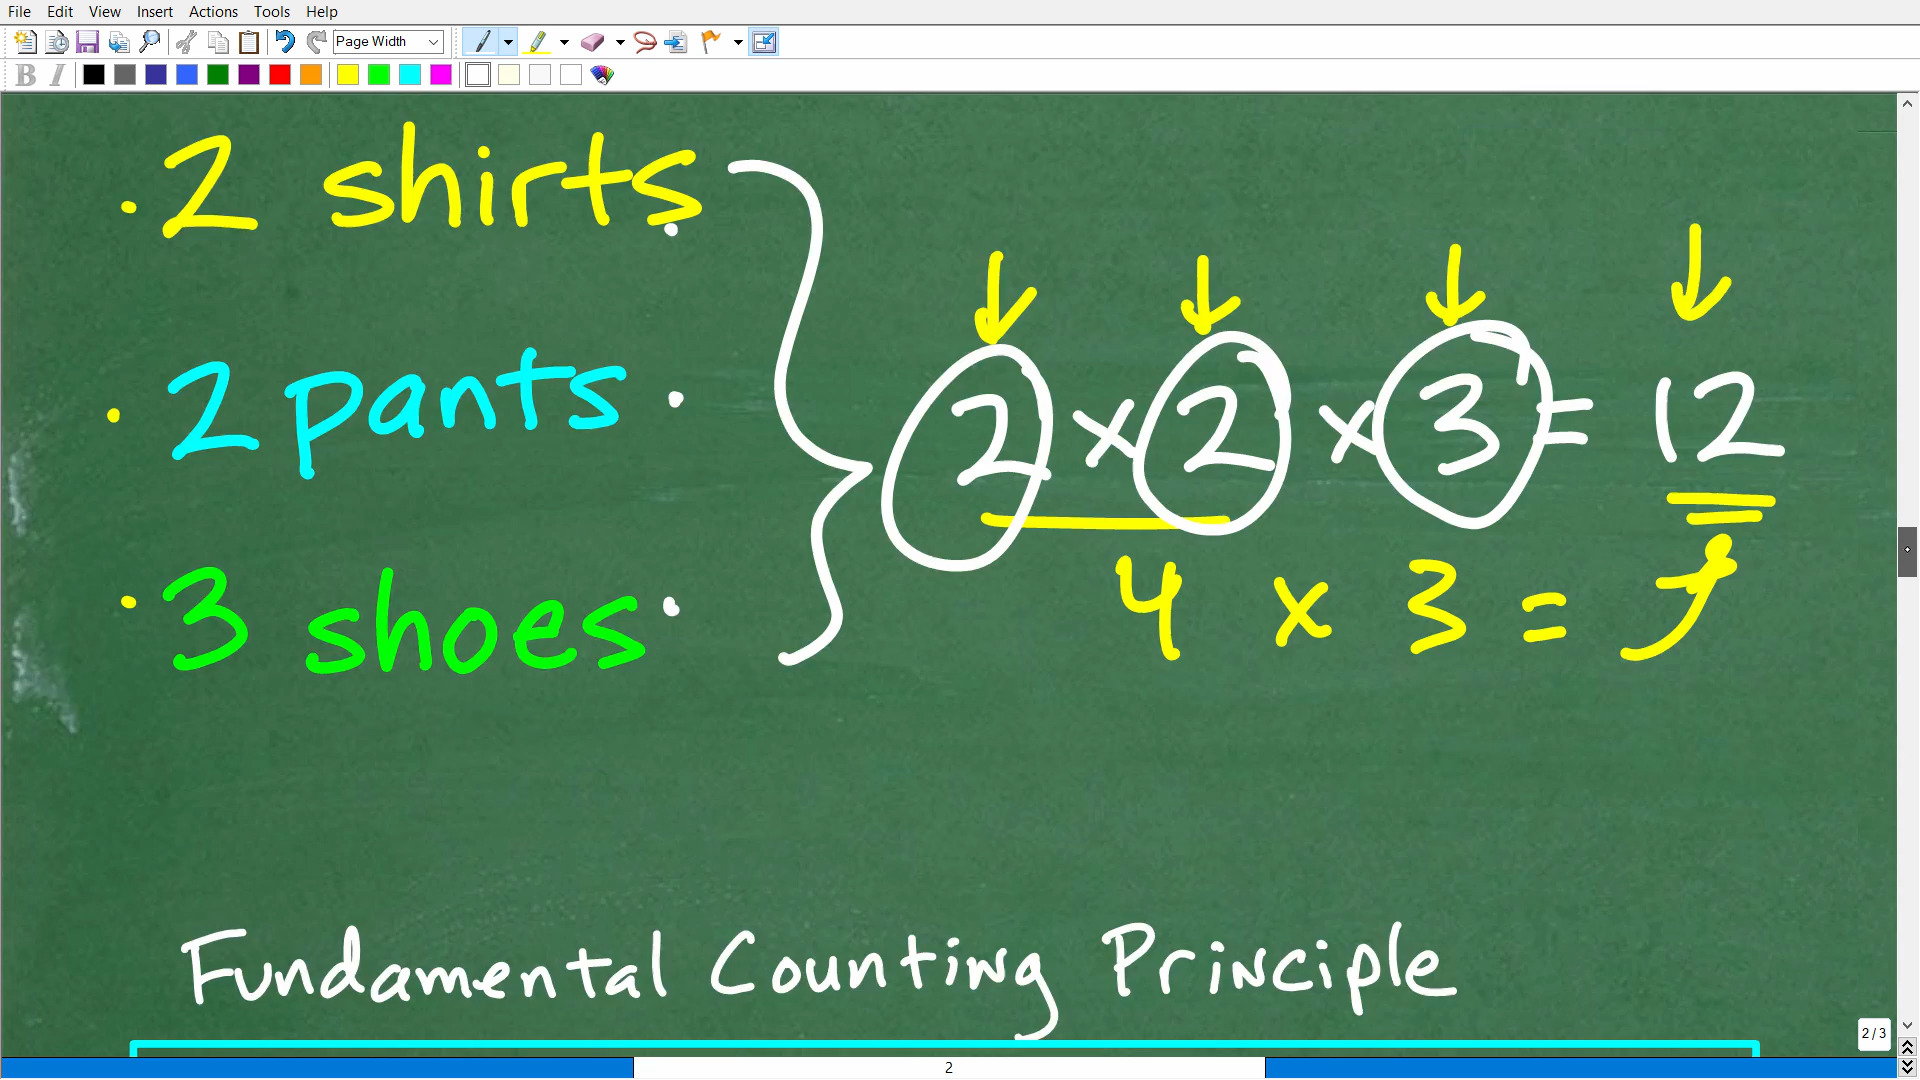 File Edit View Insert Actions Tools Help
Page Width
B I
2 shirts
2 pants
3 shoes
2 x 2 x 3 = 12
4 x 3 =
Fundamental Counting Principle
2/3
2